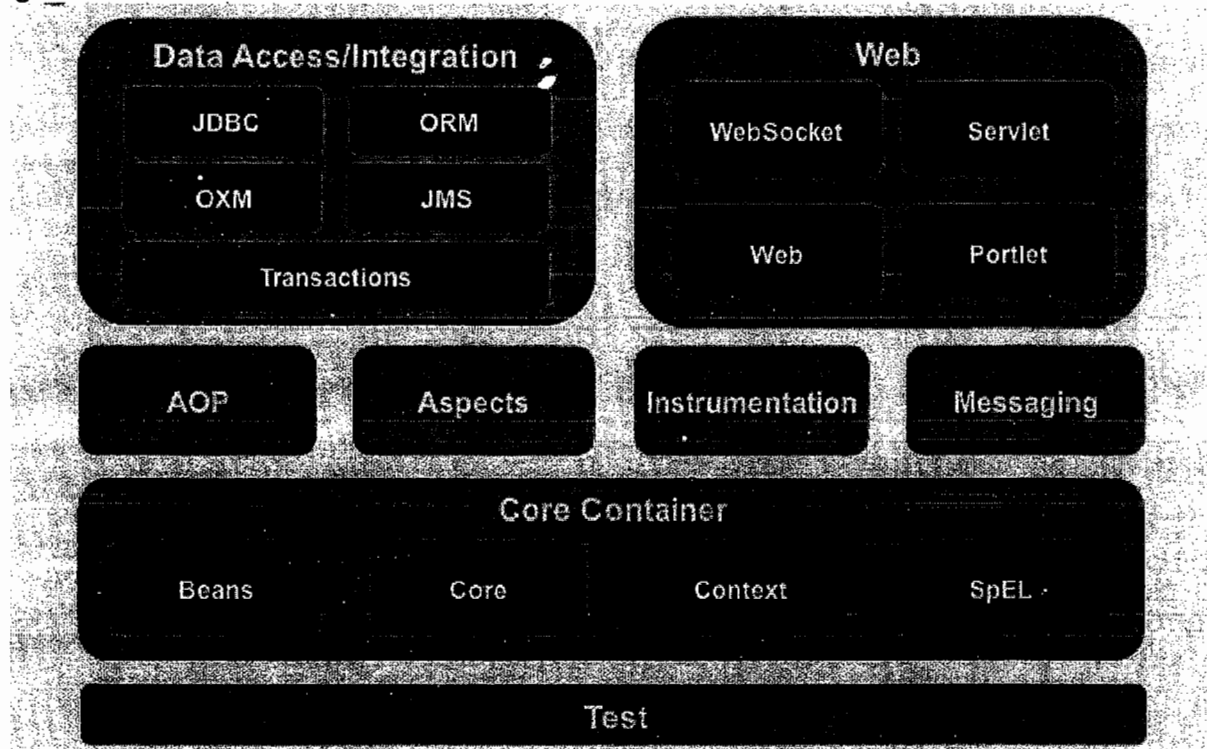 Data Access/Integration
JDBC
ORM
OXM
JMS
Transactions
Web
WebSocket
Servlet
Web
Portlet
AOP
Aspects
Instrumentation
Messaging
Core Container
Beans
Core
Context
SpEL
Test